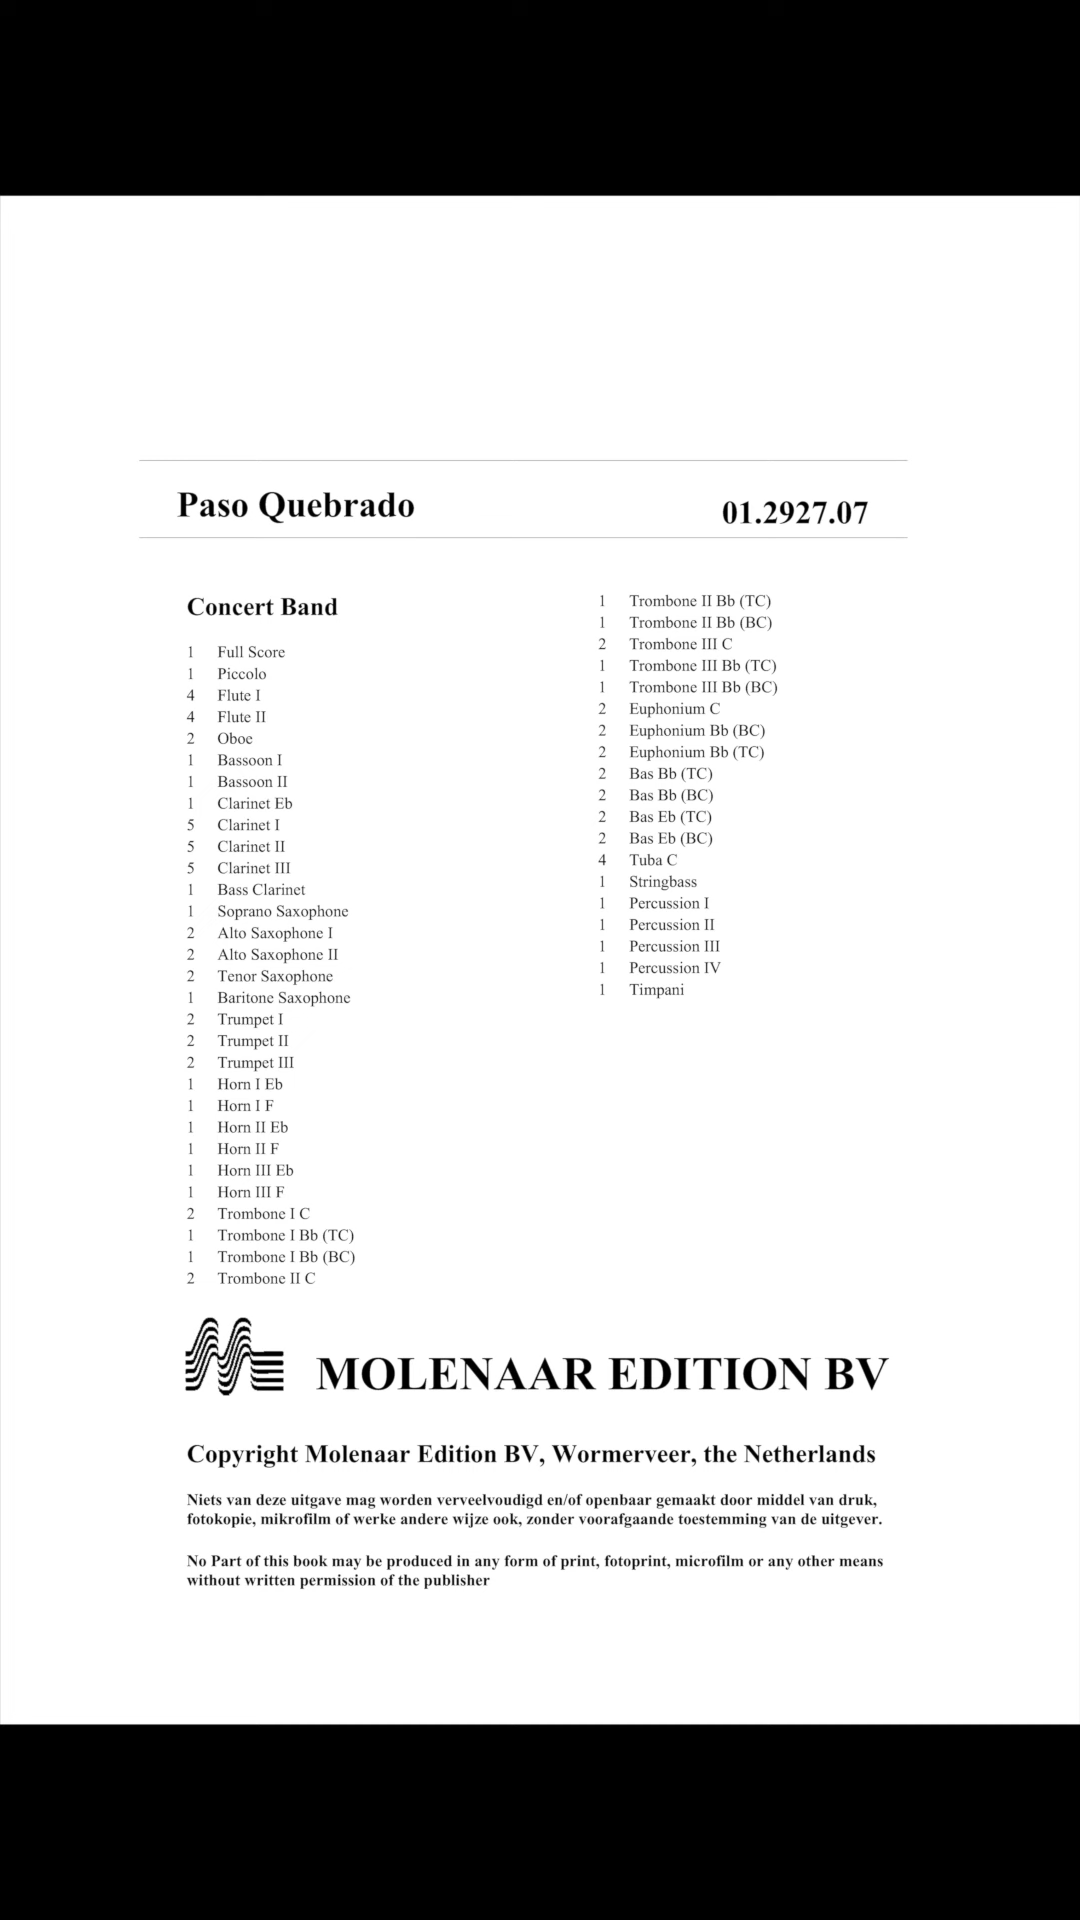 Paso Quebrado
01.2927.07
Concert Band
1 Full Score
1 Piccolo
4 Flute I
4 Flute II
2 Oboe
1 Bassoon I
1 Bassoon II
1 Clarinet Eb
5 Clarinet I
5 Clarinet II
5 Clarinet III
1 Bass Clarinet
1 Soprano Saxophone
2 Alto Saxophone I
2 Alto Saxophone II
2 Tenor Saxophone
1 Baritone Saxophone
2 Trumpet I
2 Trumpet II
2 Trumpet III
1 Horn I Eb
1 Horn I F
1 Horn II Eb
1 Horn II F
1 Horn III Eb
1 Horn III F
2 Trombone I C
1 Trombone I Bb (TC)
1 Trombone I Bb (BC)
2 Trombone II C
1 Trombone II Bb (TC)
1 Trombone II Bb (BC)
2 Trombone III C
1 Trombone III Bb (TC)
1 Trombone III Bb (BC)
2 Euphonium C
2 Euphonium Bb (BC)
2 Euphonium Bb (TC)
2 Bas Bb (TC)
2 Bas Bb (BC)
2 Bas Eb (TC)
2 Bas Eb (BC)
4 Tuba C
1 Stringbass
1 Percussion I
1 Percussion II
1 Percussion III
1 Percussion IV
1 Timpani
MOLENAAR EDITION BV
Copyright Molenaar Edition BV, Wormerveer, the Netherlands
Niets van deze uitgave mag worden verveelvoudigd en/of openbaar gemaakt door middel van druk,
fotokopie, mikrofilm of werke andere wijze ook, zonder voorafgaande toestemming van de uitgever.
No Part of this book may be produced in any form of print, fotoprint, microfilm or any other means
without written permission of the publisher